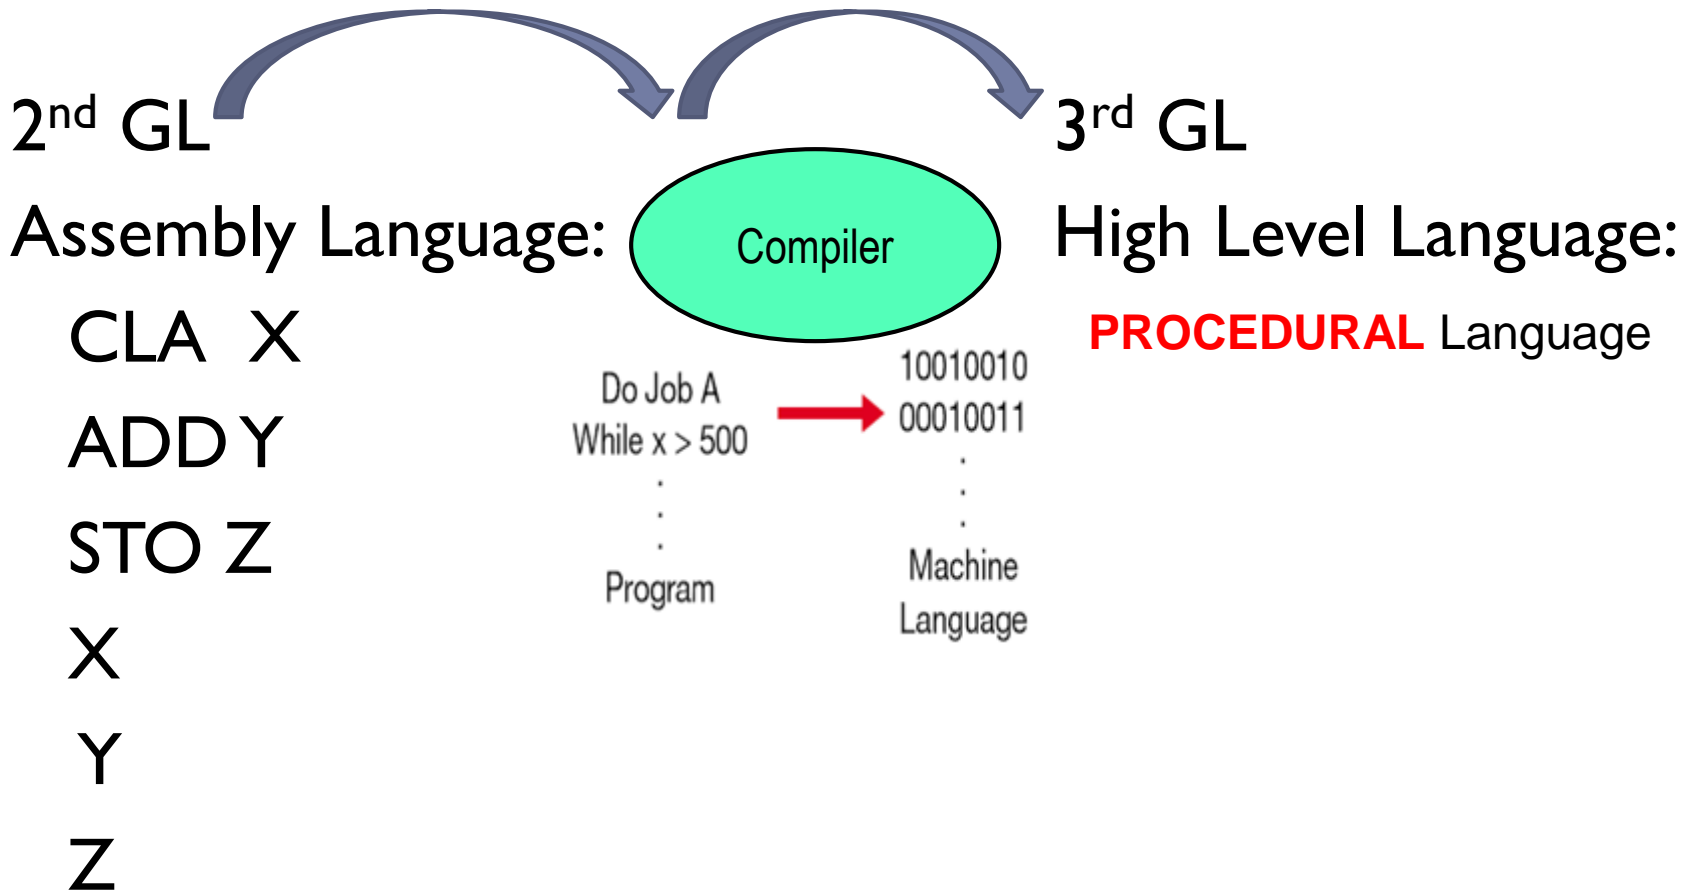 2nd GL
Assembly Language:
CLA X
ADD Y
STO Z
X
Y
Z
Compiler
Do Job A
While x > 500
.
.
.
Program
10010010
00010011
.
.
.
Machine
Language
3rd GL
High Level Language:
PROCEDURAL Language